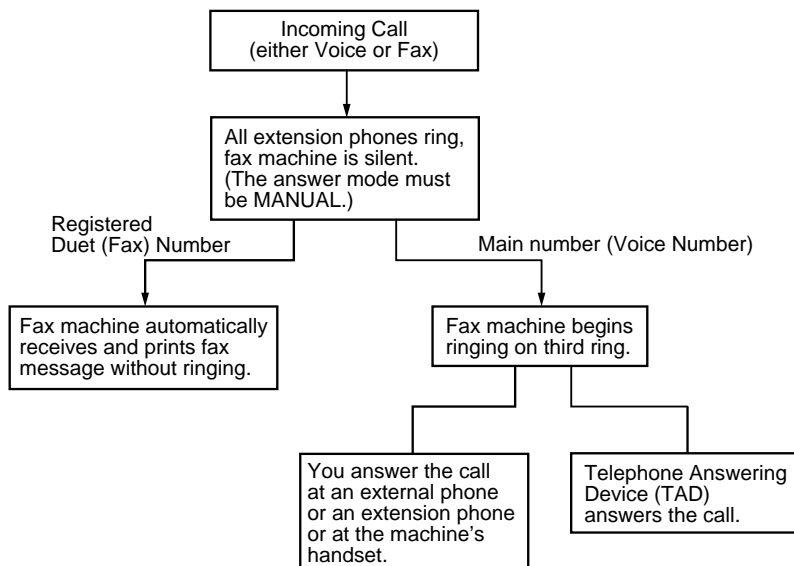 Incoming Call
(either Voice or Fax)
All extension phones ring,
fax machine is silent.
(The answer mode must
be MANUAL.)
Registered
Duet (Fax) Number
Main number (Voice Number)
Fax machine automatically
receives and prints fax
message without ringing.
Fax machine begins
ringing on third ring.
You answer the call
at an external phone
or an extension phone
or at the machine's
handset.
Telephone Answering
Device (TAD)
answers the call.